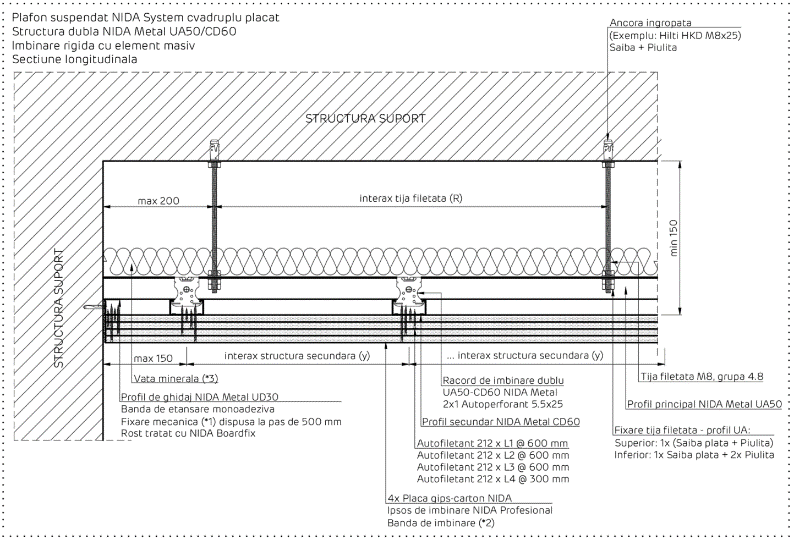 Plafon suspendat NIDA System cvadruplu placat
Structura dubla NIDA Metal UA50/CD60
Imbinare rigida cu element masiv
Sectiune longitudinala
Ancora ingropata
(Exemplu: Hilti HKD M8x25)
Saiba + Piulita
STRUCTURA SUPORT
max 200
interax tija filetata (R)
min 150
STRUCTURA SUPORT
max 150
interax structura secundara (y)
... interax structura secundara (y)
Vata minerala (*3)
Profil de ghidaj NIDA Metal UD30
Banda de etansare monoadeziva
Fixare mecanica (*1) dispusa la pas de 500 mm
Rost tratat cu NIDA Boardfix
Racord de imbinare dublu
UA50-CD60 NIDA Metal
2x1 Autoperforant 5.5x25
Profil secundar NIDA Metal CD60
Autofiletant 212 x L1 @ 600 mm
Autofiletant 212 x L2 @ 600 mm
Autofiletant 212 x L3 @ 600 mm
Autofiletant 212 x L4 @ 300 mm
4x Placa gips-carton NIDA
Ipsos de imbinare NIDA Profesional
Banda de imbinare (*2)
Tija filetata M8, grupa 4.8
Profil principal NIDA Metal UA50
Fixare tija filetata - profil UA:
Superior: 1x (Saiba plata + Piulita)
Inferior: 1x Saiba plata + 2x Piulita